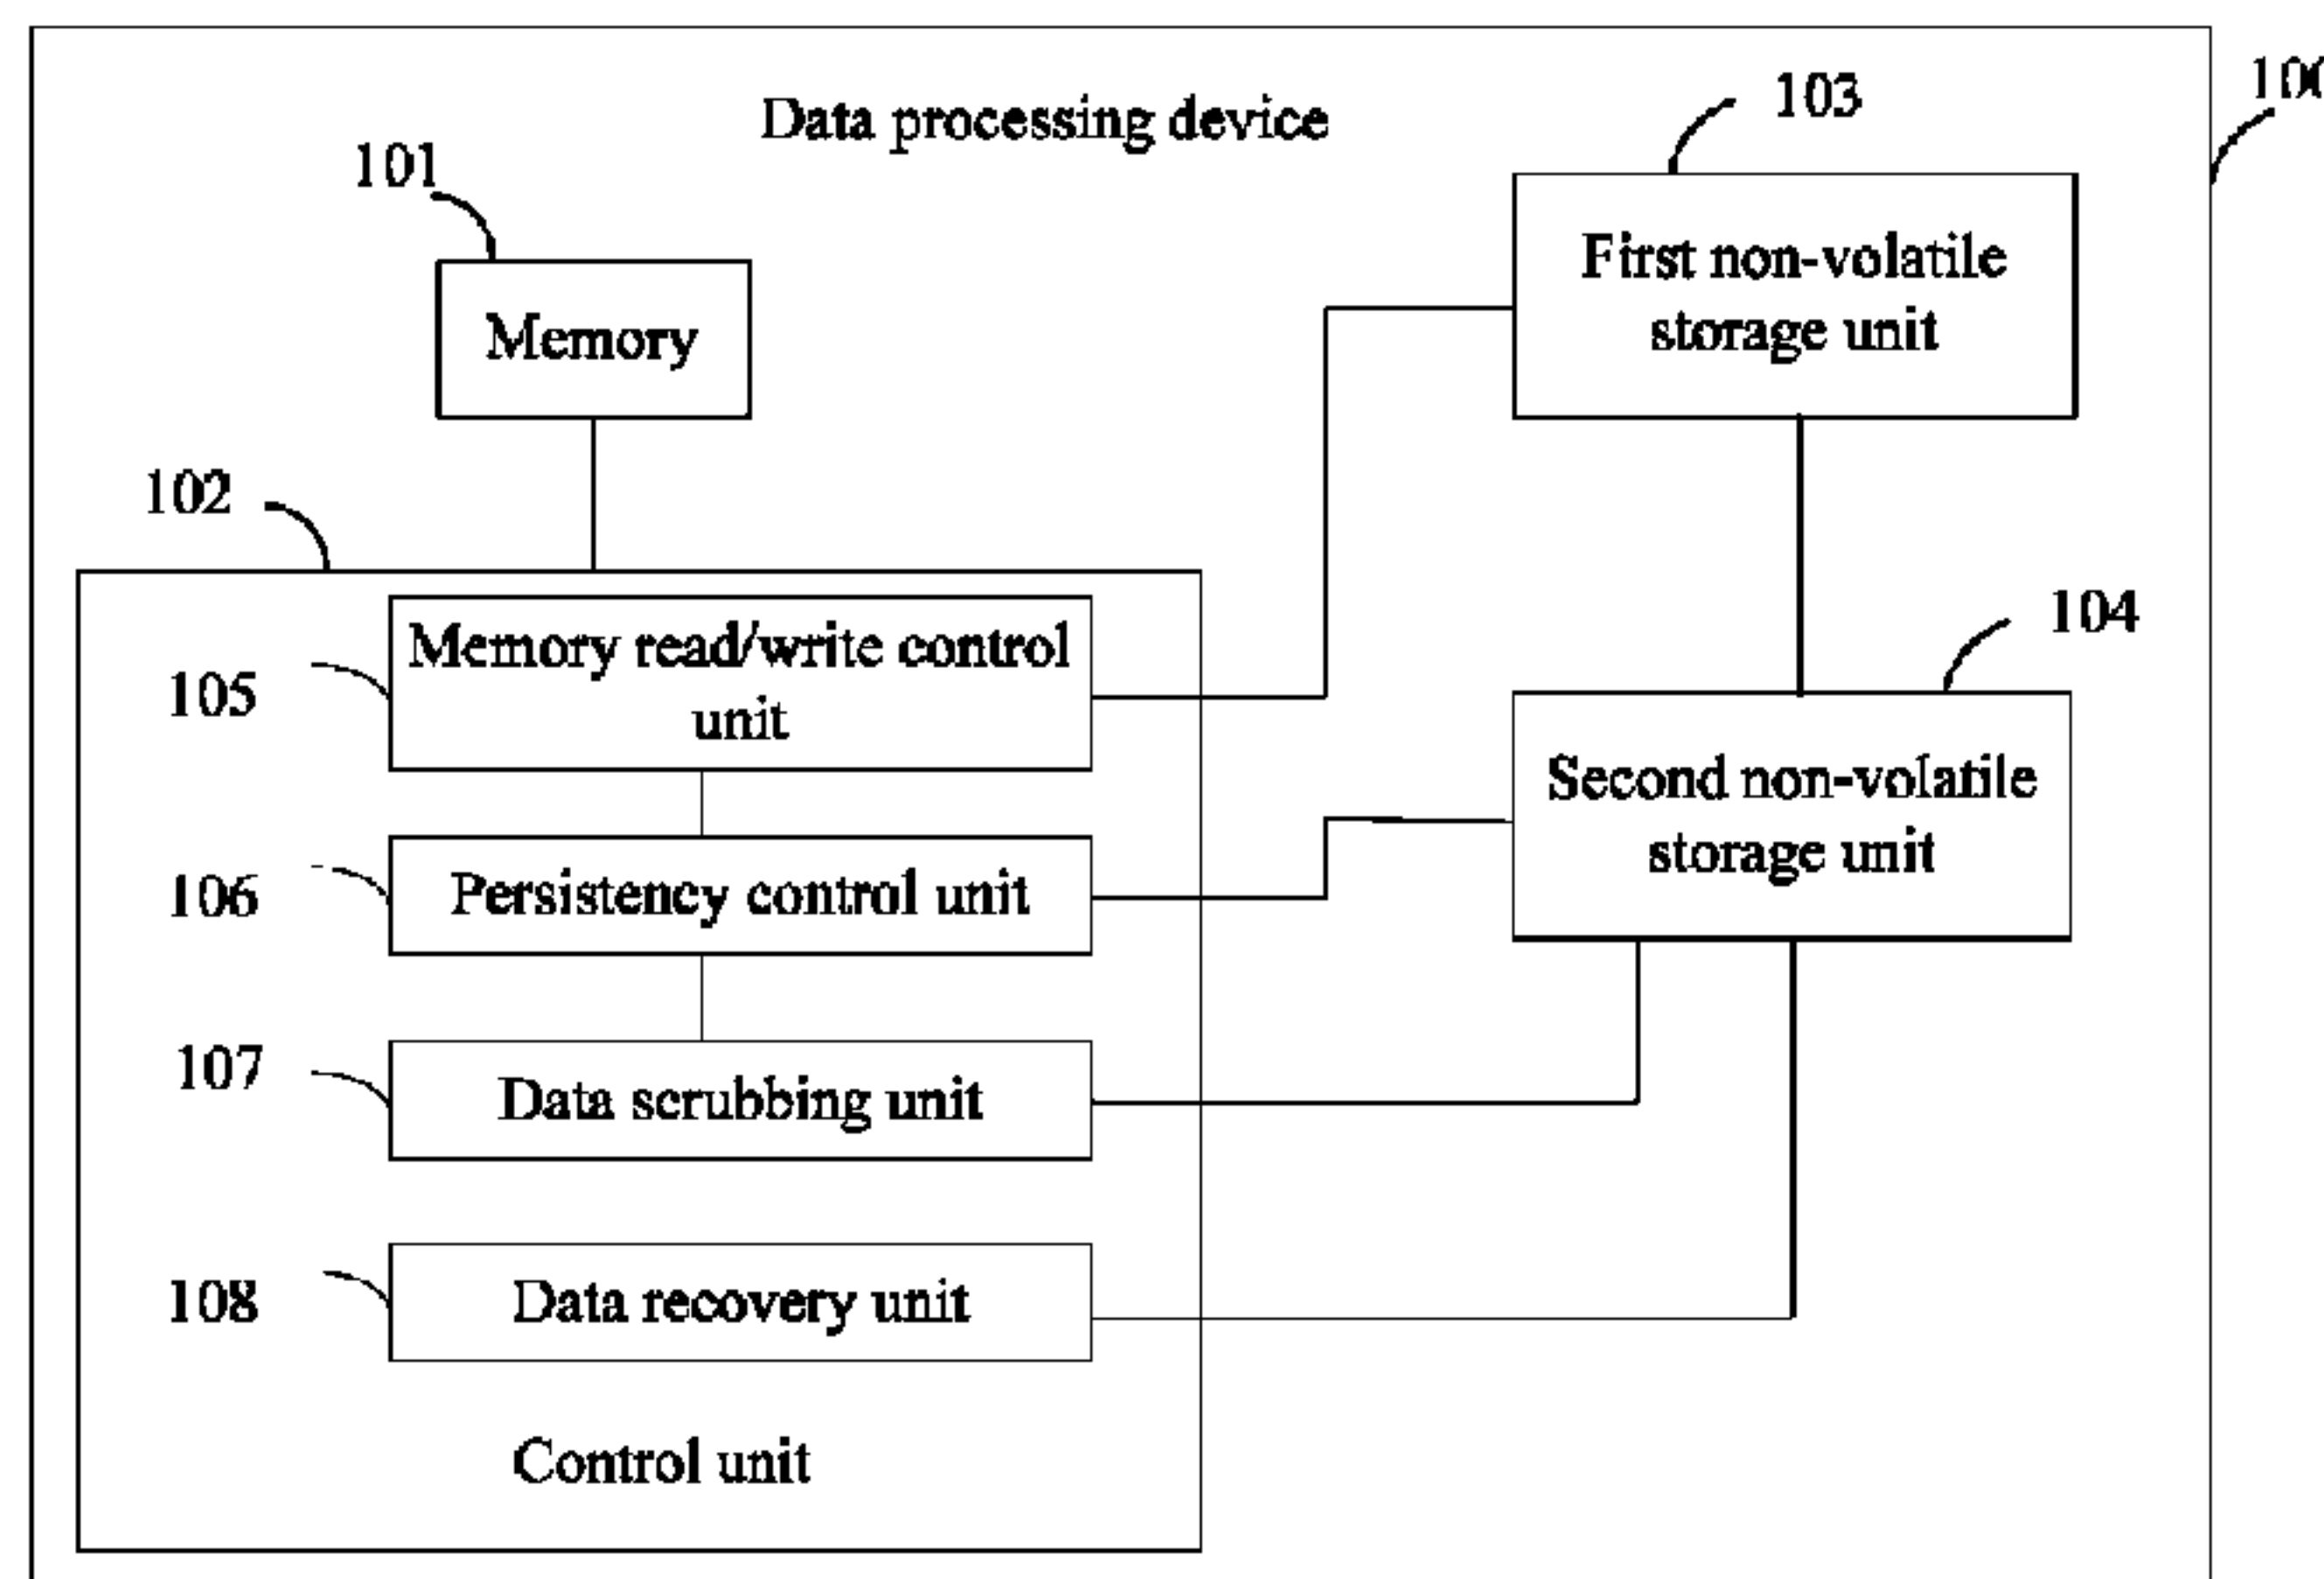 Data processing device
100
103
101
First non-volatile
storage unit
Memory
102
104
Memory read/write control
unit
105
Second non-volatile
storage unit
106
Persistency control unit
107
Data scrubbing unit
108
Data recovery unit
Control unit